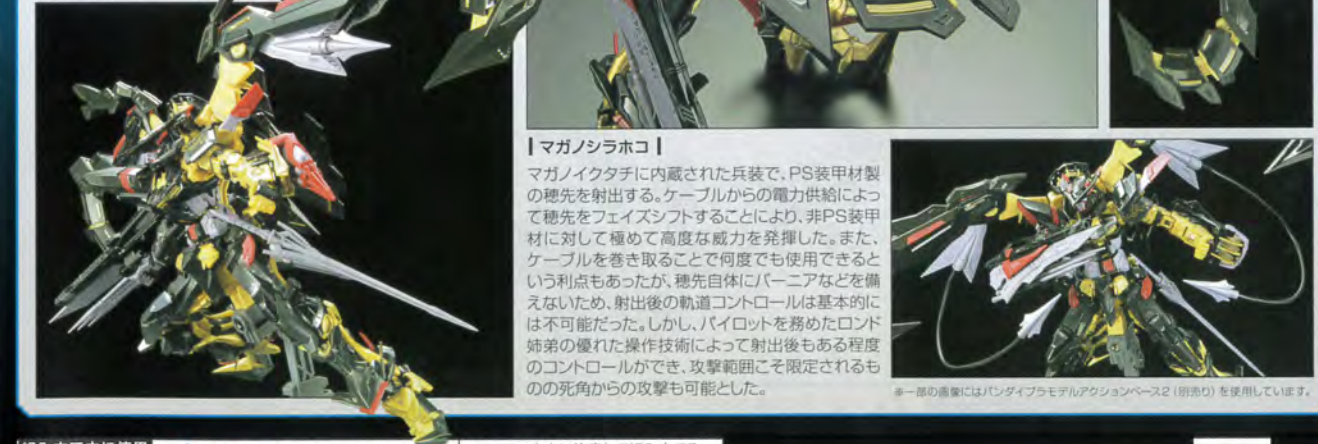 マガノシラホコ
マガノイクタチに内蔵された兵装で、PS装甲材製
の穂先を射出する。ケーブルからの電力供給によっ
て穂先をフェイズシフトすることにより、非PS装甲
材に対して極めて高度な威力を発揮した。また、
ケーブルを巻き取ることで何度でも使用できると
いう利点もあったが、穂先自体にバーニアなどを備
えないため、射出後の軌道コントロールは基本的に
は不可能だった。しかし、パイロットを務めたロンド
姉弟の優れた操作技術によって射出後もある程度
のコントロールができ、攻撃範囲こそ限定されるも
のの死角からの攻撃も可能とした。
※一部の画像にはバンダイプラモデルアクションベース2（別売り）を使用しています。